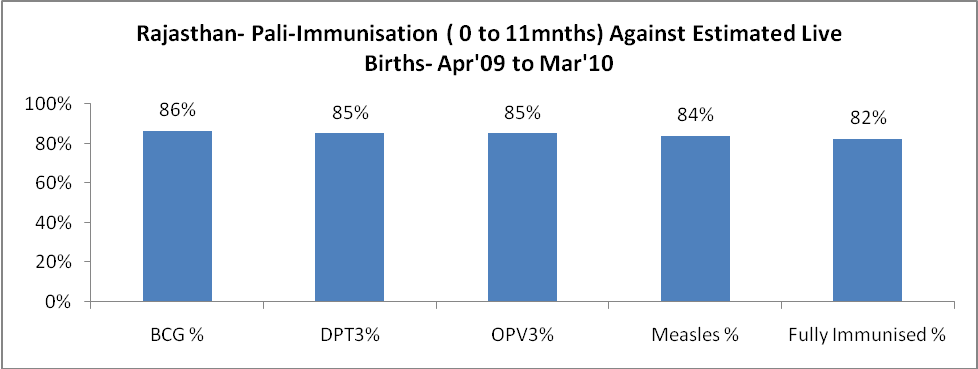 Rajasthan- Pali-Immunisation ( 0 to 11mnths) Against Estimated Live
Births- Apr'09 to Mar'10
100%
80%
60%
40%
20%
0%
86%
85%
85%
84%
82%
BCG %
DPT3%
OPV3%
Measles %
Fully Immunised %